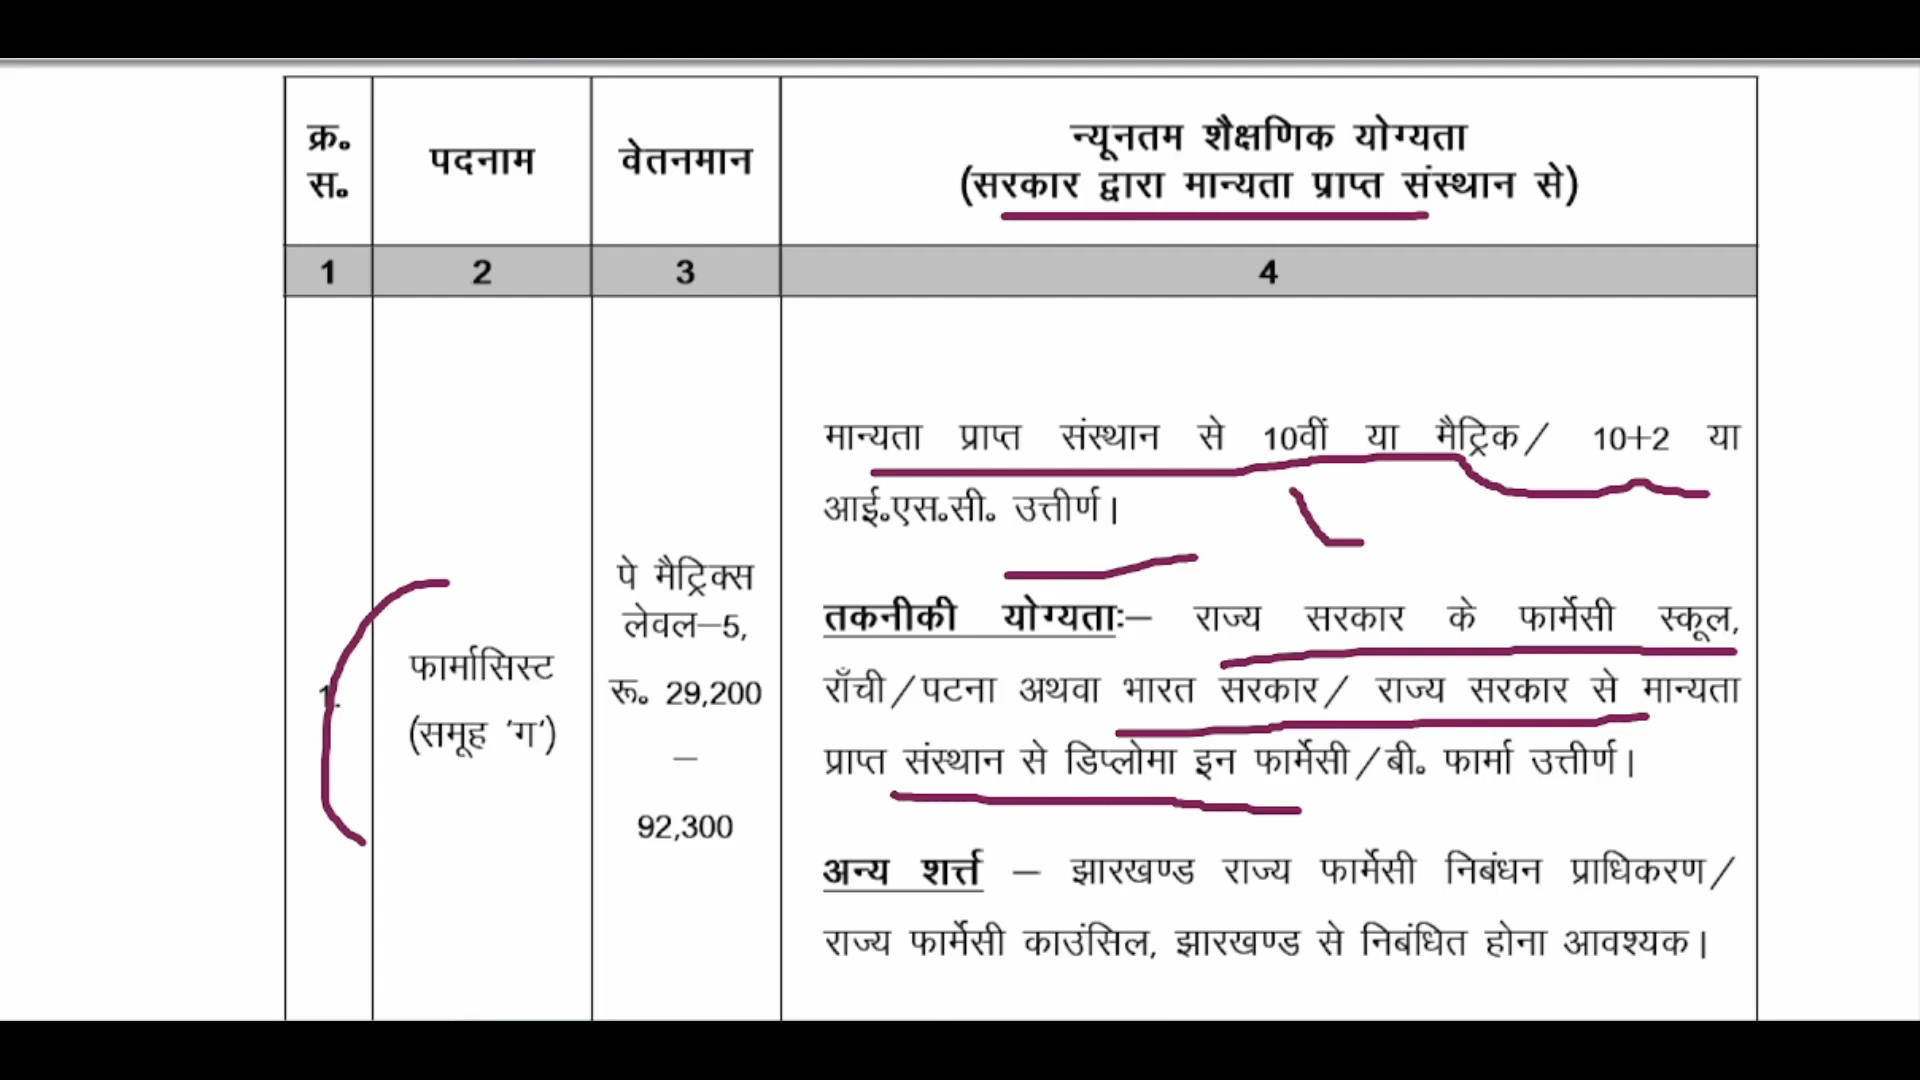 क्र॰
स॰
पदनाम
वेतनमान
न्यूनतम शैक्षणिक योग्यता
(सरकार द्वारा मान्यता प्राप्त संस्थान से)
1
2
3
4
1.
फार्मासिस्ट
(समूह 'ग')
पे मैट्रिक्स
लेवल–5,
रू॰ 29,200
–
92,300
मान्यता प्राप्त संस्थान से 10वीं या मैट्रिक/ 10+2 या
आई॰एस॰सी॰ उत्तीर्ण।
तकनीकी योग्यताः– राज्य सरकार के फार्मेसी स्कूल,
राँची/पटना अथवा भारत सरकार/ राज्य सरकार से मान्यता
प्राप्त संस्थान से डिप्लोमा इन फार्मेसी/बी॰ फार्मा उत्तीर्ण।
अन्य शर्त्त – झारखण्ड राज्य फार्मेसी निबंधन प्राधिकरण/
राज्य फार्मेसी काउंसिल, झारखण्ड से निबंधित होना आवश्यक।